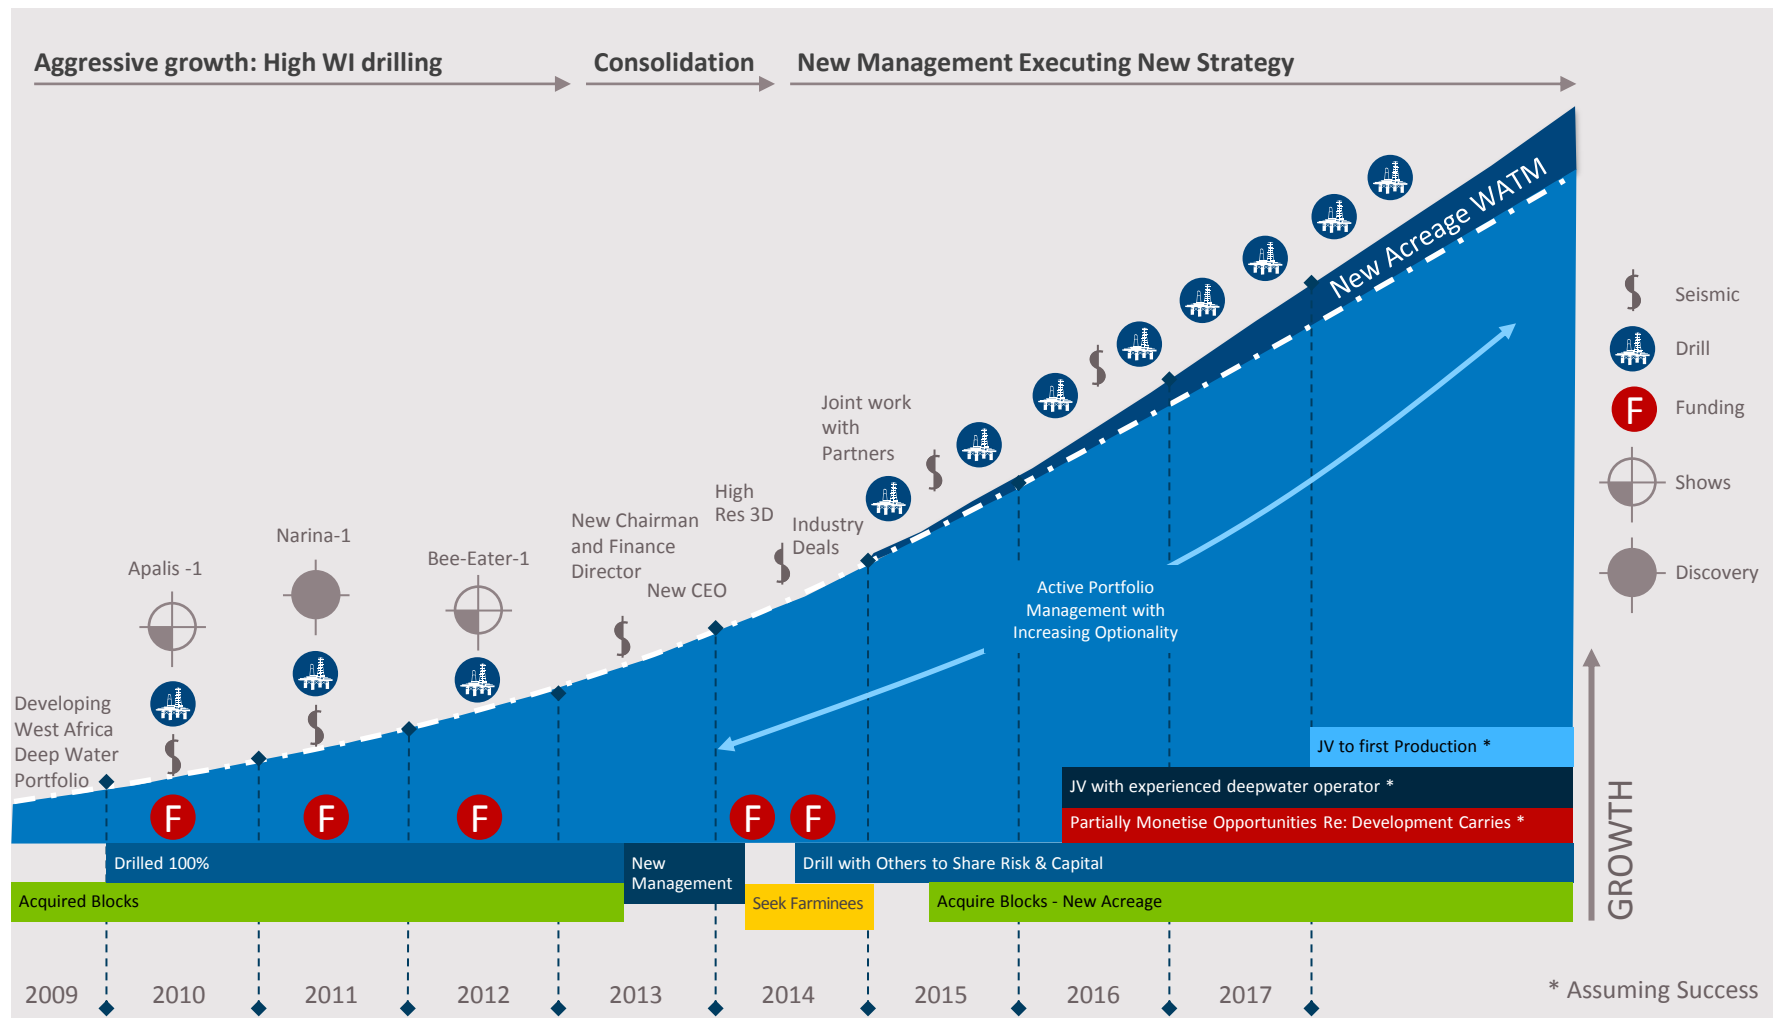 Aggressive growth: High WI drilling
Consolidation
New Management Executing New Strategy
New Acreage WATM
Seismic
Drill
F
Funding
Shows
Discovery
Joint work
with
Partners
High
Res 3D
Industry
Deals
New Chairman
and Finance
Director
New CEO
Bee-Eater-1
Narina-1
Apalis -1
Developing
West Africa
Deep Water
Portfolio
Active Portfolio
Management with
Increasing Optionality
JV to first Production *
JV with experienced deepwater operator *
Partially Monetise Opportunities Re: Development Carries *
F
F
F
F
F
Drilled 100%
New
Management
Drill with Others to Share Risk & Capital
Acquired Blocks
Seek Farminees
Acquire Blocks - New Acreage
GROWTH
2009
2010
2011
2012
2013
2014
2015
2016
2017
* Assuming Success